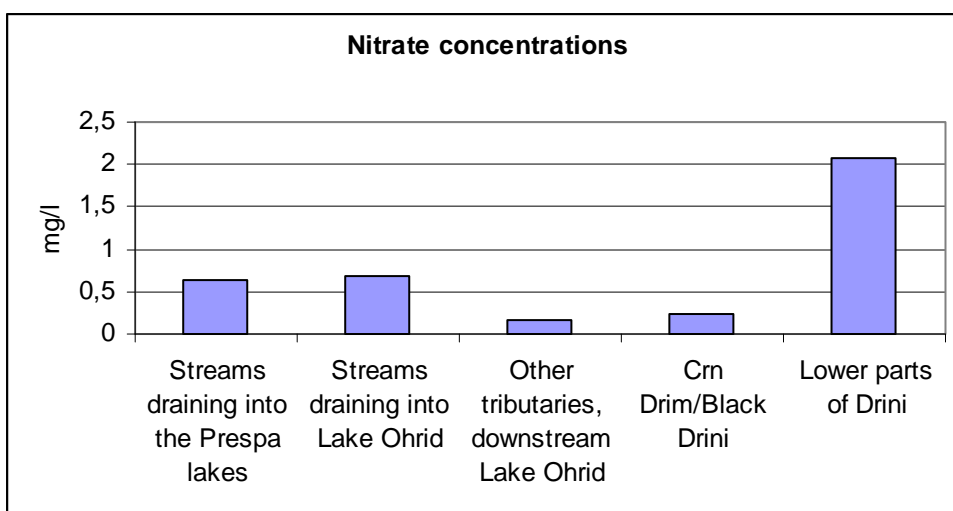 Nitrate concentrations
2,5
2
1,5
1
0,5
0
mg/l
Streams
draining into
the Prespa
lakes
Streams
draining into
Lake Ohrid
Other
tributaries,
downstream
Lake Ohrid
Crn
Drim/Black
Drini
Lower parts
of Drini